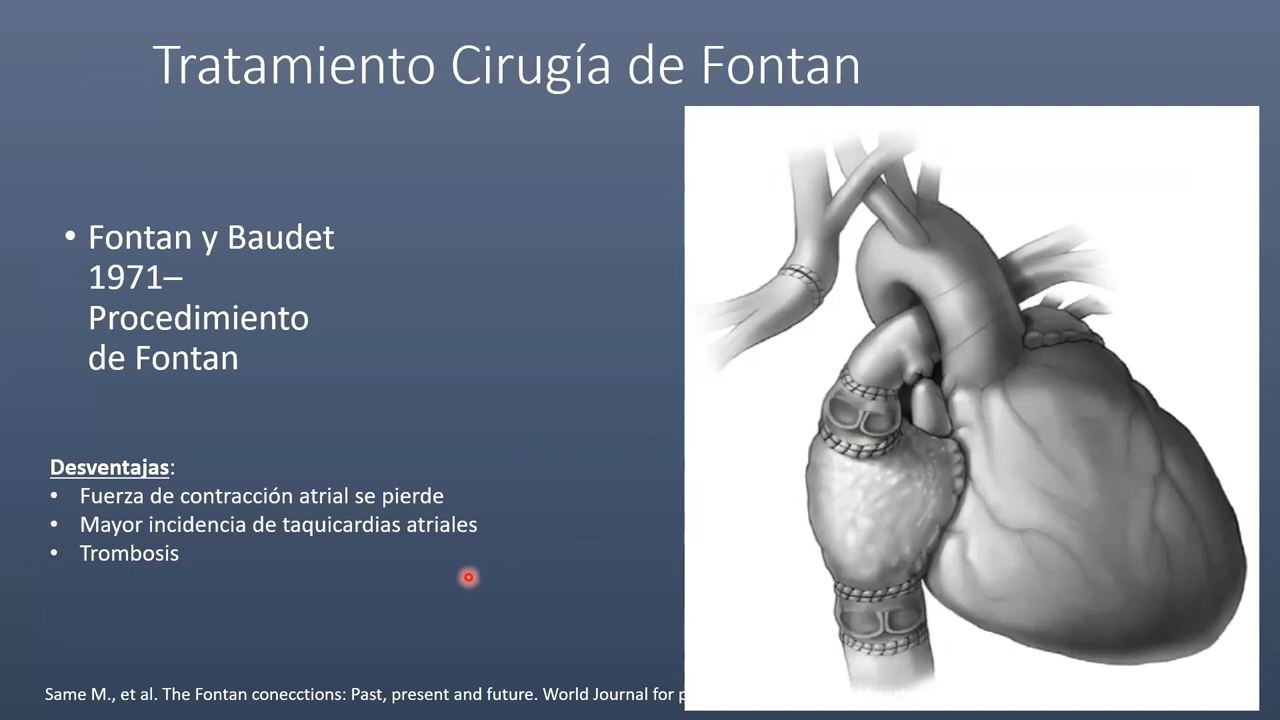 Tratamiento Cirugía de Fontan
• Fontan y Baudet
1971–
Procedimiento
de Fontan
Desventajas:
• Fuerza de contracción atrial se pierde
• Mayor incidencia de taquicardias atriales
• Trombosis
Same M., et al. The Fontan conecctions: Past, present and future. World Journal for